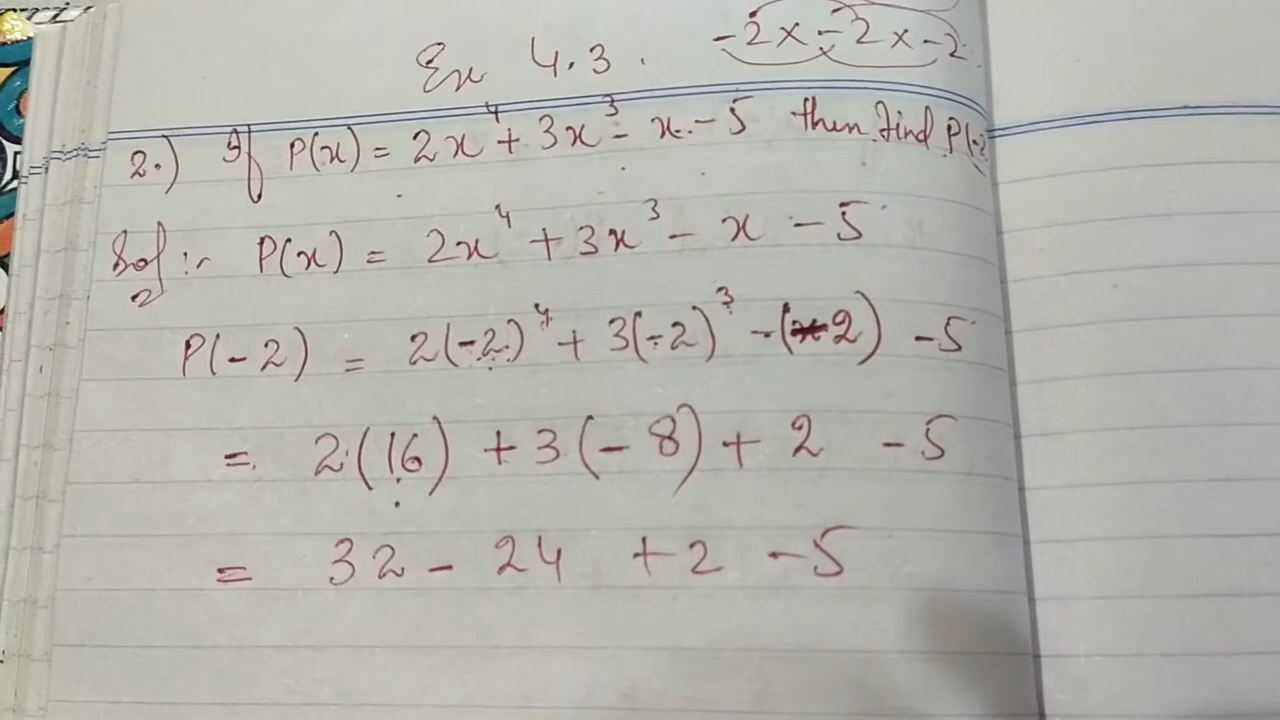 Ex 4.3.
-2x-2x-2
2.) If P(x) = 2x⁴ + 3x³ - x - 5 then find P(-2
Sol :- P(x) = 2x⁴ + 3x³ - x - 5
P(-2) = 2(-2)⁴ + 3(-2)³ - (-2) - 5
= 2(16) + 3(-8) + 2 - 5
= 32 - 24 + 2 - 5